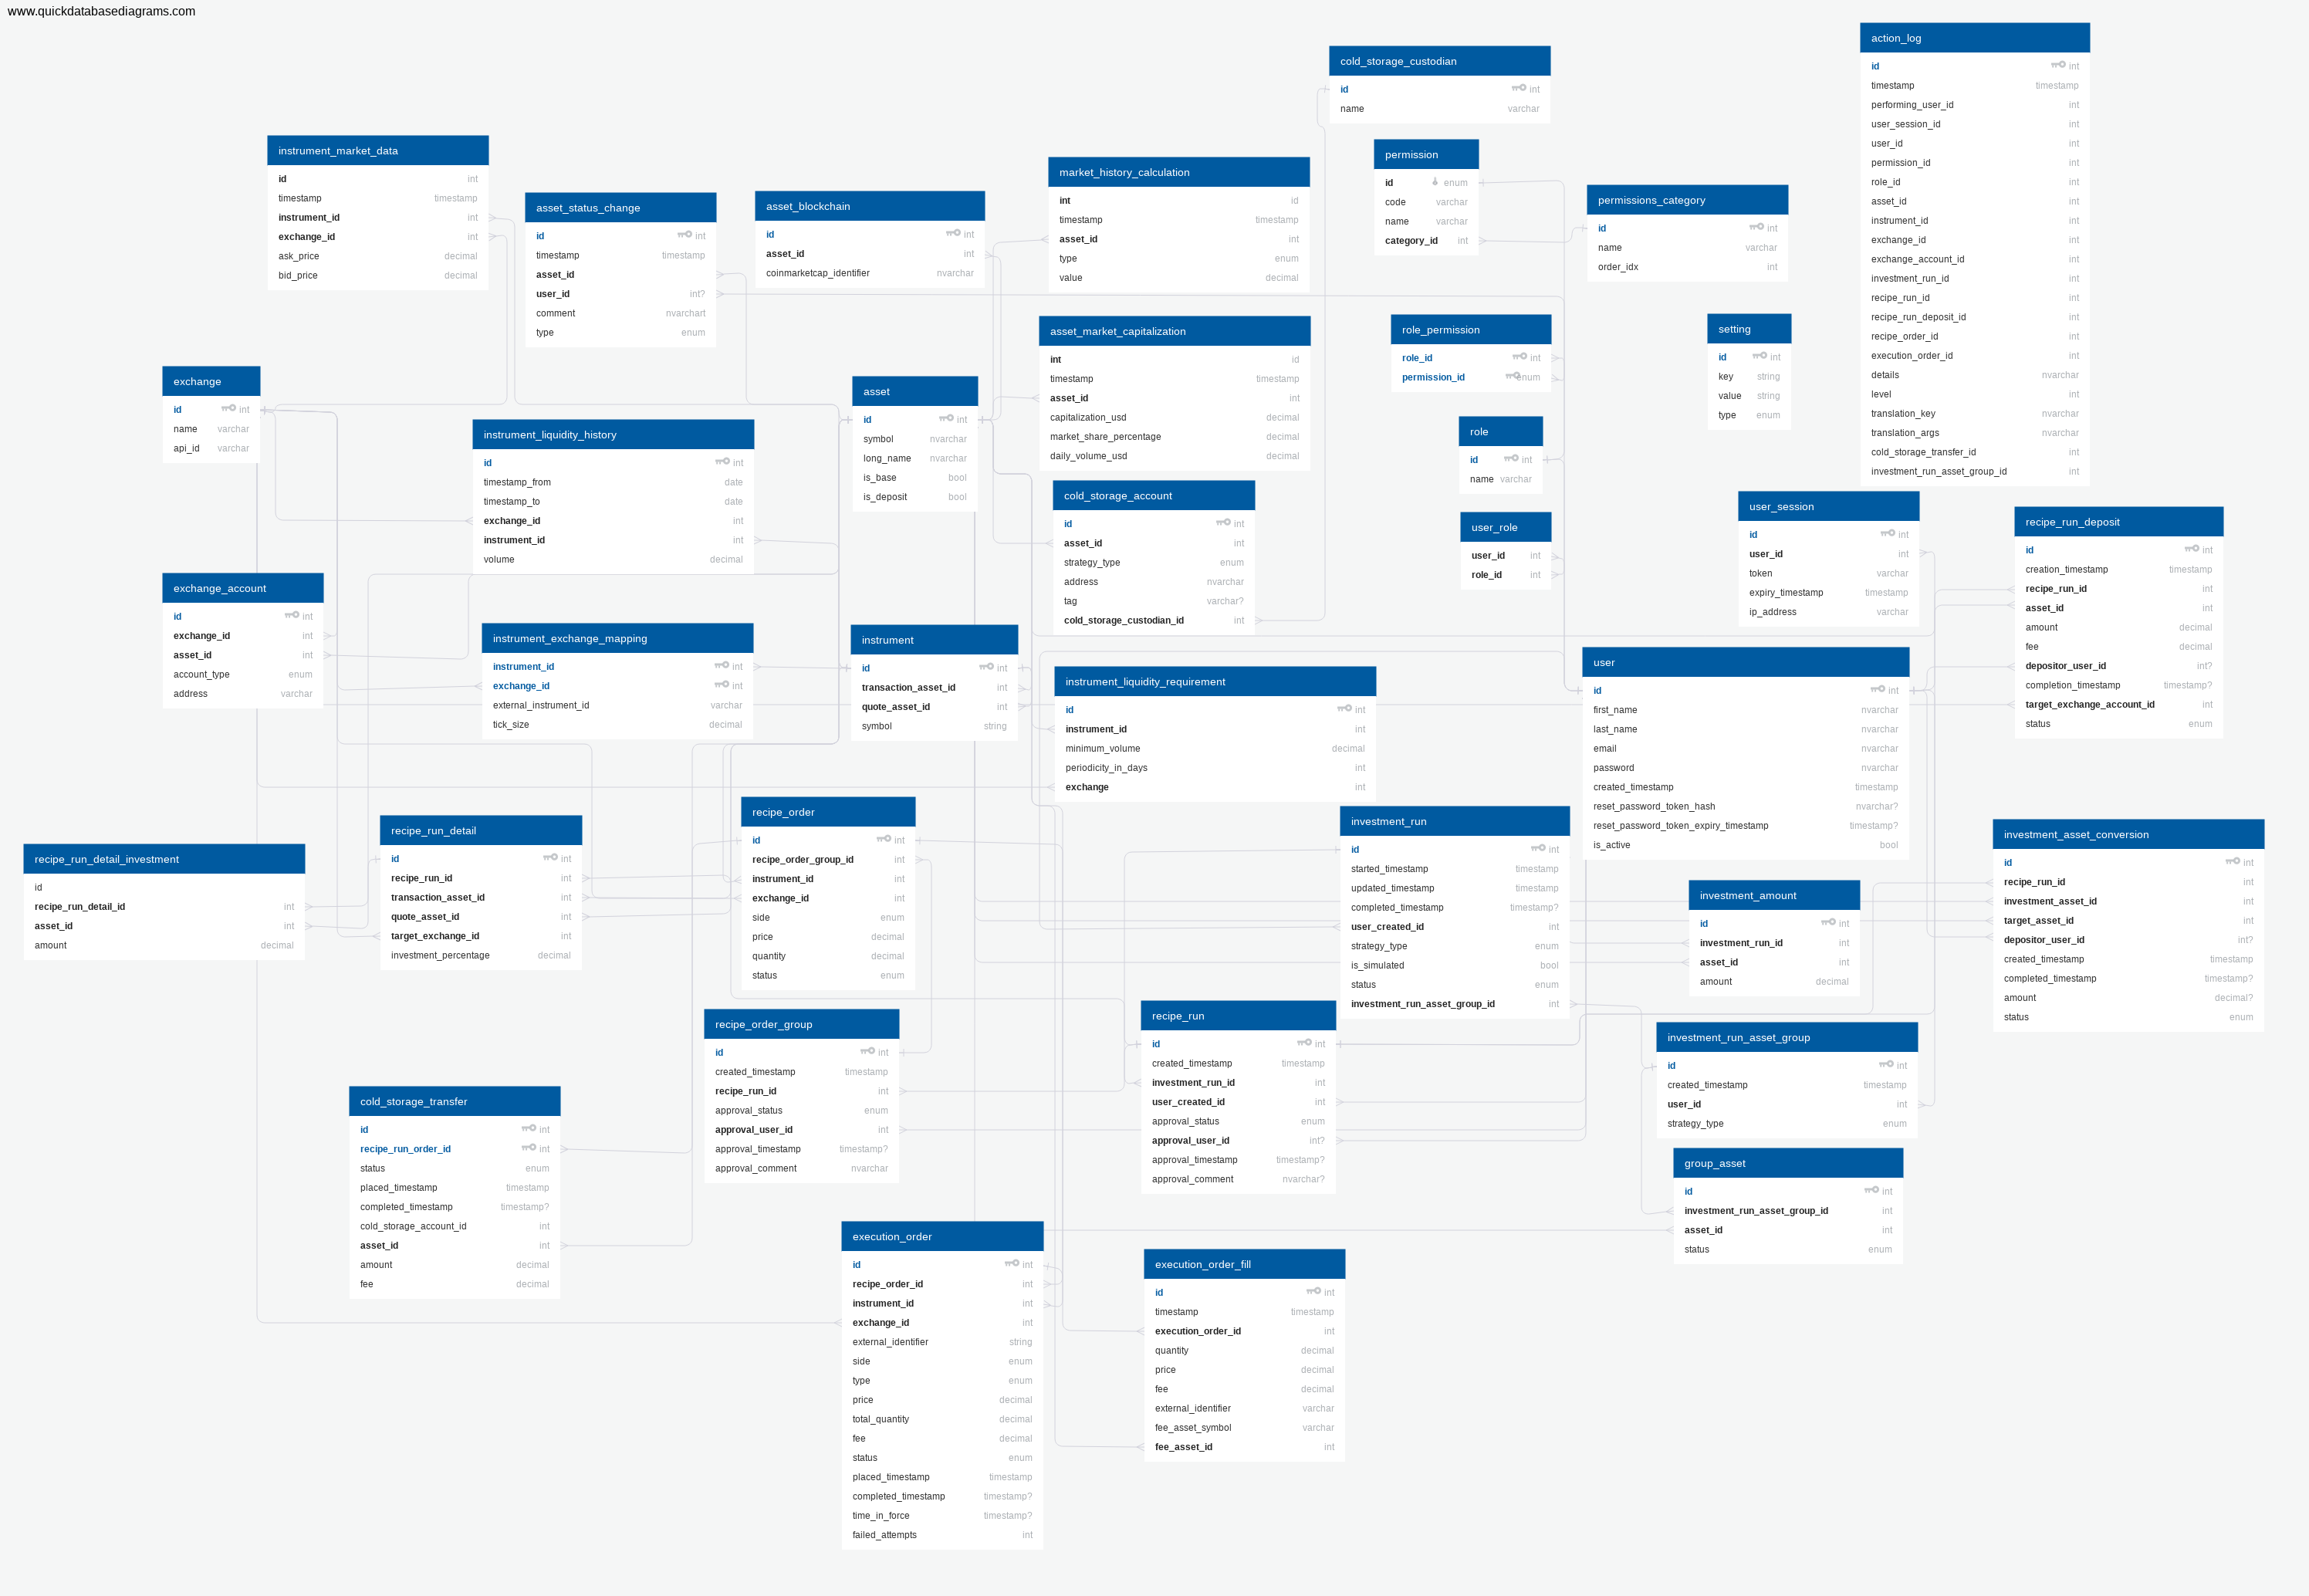 www.quickdatabasediagrams.com
action_log
id int
timestamp timestamp
performing_user_id int
user_session_id int
user_id int
permission_id int
role_id int
asset_id int
instrument_id int
exchange_id int
exchange_account_id int
investment_run_id int
recipe_run_id int
recipe_run_deposit_id int
recipe_order_id int
execution_order_id int
details nvarchar
level int
translation_key nvarchar
translation_args nvarchar
cold_storage_transfer_id int
investment_run_asset_group_id int
cold_storage_custodian
id int
name varchar
instrument_market_data
id int
timestamp timestamp
instrument_id int
exchange_id int
ask_price decimal
bid_price decimal
permission
id enum
code varchar
name varchar
category_id int
market_history_calculation
int id
timestamp timestamp
asset_id int
type enum
value decimal
permissions_category
id int
name varchar
order_idx int
asset_blockchain
id int
asset_id int
coinmarketcap_identifier nvarchar
asset_status_change
id int
timestamp timestamp
asset_id int
user_id int?
comment nvarchart
type enum
setting
id int
key string
value string
type enum
role_permission
role_id int
permission_id enum
asset_market_capitalization
int id
timestamp timestamp
asset_id int
capitalization_usd decimal
market_share_percentage decimal
daily_volume_usd decimal
exchange
id int
name varchar
api_id varchar
asset
id int
symbol nvarchar
long_name nvarchar
is_base bool
is_deposit bool
role
id int
name varchar
instrument_liquidity_history
id int
timestamp_from date
timestamp_to date
exchange_id int
instrument_id int
volume decimal
cold_storage_account
id int
asset_id int
strategy_type enum
address nvarchar
tag varchar?
cold_storage_custodian_id int
user_session
id int
user_id int
token varchar
expiry_timestamp timestamp
ip_address varchar
recipe_run_deposit
id int
creation_timestamp timestamp
recipe_run_id int
asset_id int
amount decimal
fee decimal
depositor_user_id int?
completion_timestamp timestamp?
target_exchange_account_id int
status enum
user_role
user_id int
role_id int
exchange_account
id int
exchange_id int
asset_id int
account_type enum
address varchar
instrument_exchange_mapping
instrument_id int
exchange_id int
external_instrument_id varchar
tick_size decimal
instrument
id int
transaction_asset_id int
quote_asset_id int
symbol string
user
id int
first_name nvarchar
last_name nvarchar
email nvarchar
password nvarchar
created_timestamp timestamp
reset_password_token_hash nvarchar?
reset_password_token_expiry_timestamp timestamp?
is_active bool
instrument_liquidity_requirement
id int
instrument_id int
minimum_volume decimal
periodicity_in_days int
exchange int
recipe_order
id int
recipe_order_group_id int
instrument_id int
exchange_id int
side enum
price decimal
quantity decimal
status enum
investment_run
id int
started_timestamp timestamp
updated_timestamp timestamp
completed_timestamp timestamp?
user_created_id int
strategy_type enum
is_simulated bool
status enum
investment_run_asset_group_id int
recipe_run_detail
id int
recipe_run_id int
transaction_asset_id int
quote_asset_id int
target_exchange_id int
investment_percentage decimal
investment_asset_conversion
id int
recipe_run_id int
investment_asset_id int
target_asset_id int
depositor_user_id int?
created_timestamp timestamp
completed_timestamp timestamp?
amount decimal?
status enum
recipe_run_detail_investment
id
recipe_run_detail_id int
asset_id int
amount decimal
investment_amount
id int
investment_run_id int
asset_id int
amount decimal
recipe_run
id int
created_timestamp timestamp
investment_run_id int
user_created_id int
approval_status enum
approval_user_id int?
approval_timestamp timestamp?
approval_comment nvarchar?
recipe_order_group
id int
created_timestamp timestamp
recipe_run_id int
approval_status enum
approval_user_id int
approval_timestamp timestamp?
approval_comment nvarchar
investment_run_asset_group
id int
created_timestamp timestamp
user_id int
strategy_type enum
cold_storage_transfer
id int
recipe_run_order_id int
status enum
placed_timestamp timestamp
completed_timestamp timestamp?
cold_storage_account_id int
asset_id int
amount decimal
fee decimal
group_asset
id int
investment_run_asset_group_id int
asset_id int
status enum
execution_order
id int
recipe_order_id int
instrument_id int
exchange_id int
external_identifier string
side enum
type enum
price decimal
total_quantity decimal
fee decimal
status enum
placed_timestamp timestamp
completed_timestamp timestamp?
time_in_force timestamp?
failed_attempts int
execution_order_fill
id int
timestamp timestamp
execution_order_id int
quantity decimal
price decimal
fee decimal
external_identifier varchar
fee_asset_symbol varchar
fee_asset_id int